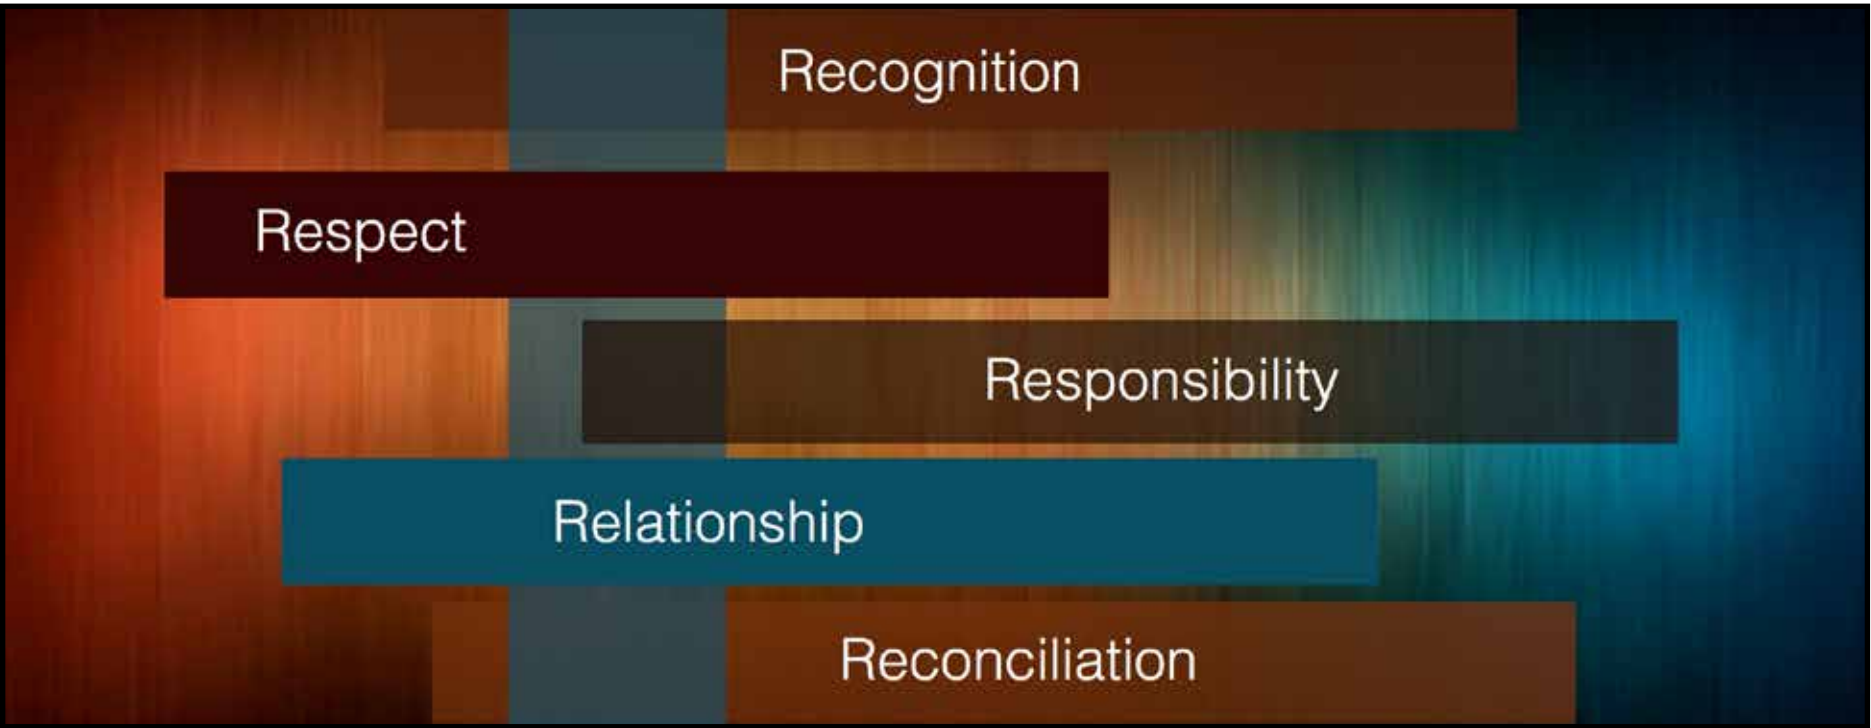 Recognition
Respect
Responsibility
Relationship
Reconciliation